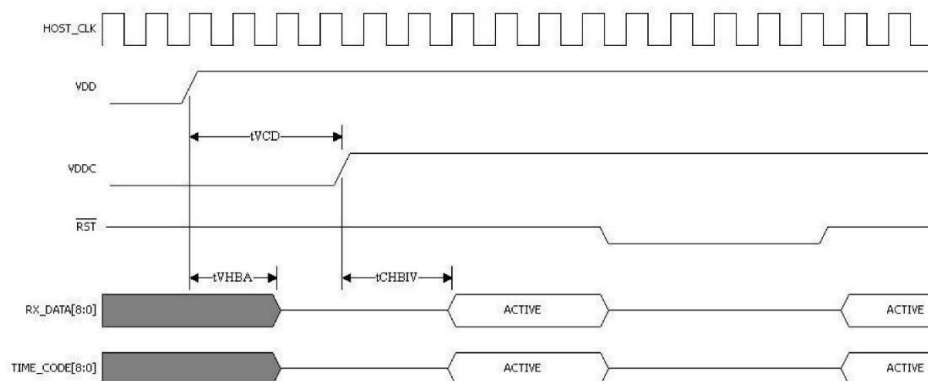 HOST_CLK
VDD
tVCD
VDDC
RST
tVHBA
tCHBIV
RX_DATA[8:0]
ACTIVE
ACTIVE
TIME_CODE[8:0]
ACTIVE
ACTIVE